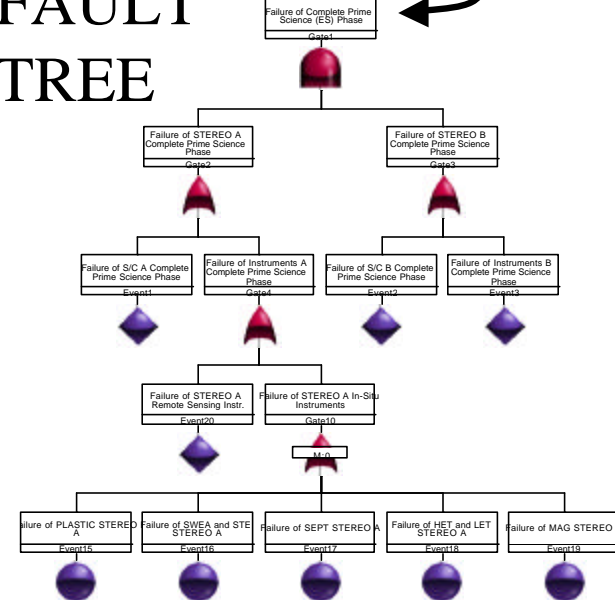 FAULT
TREE
Failure of Complete Prime
Science (ES) Phase
Gate1
Failure of STEREO A
Complete Prime Science
Phase
Gate2
Failure of STEREO B
Complete Prime Science
Phase
Gate3
Failure of S/C A Complete
Prime Science Phase
Event1
Failure of Instruments A
Complete Prime Science
Phase
Gate4
Failure of S/C B Complete
Prime Science Phase
Event2
Failure of Instruments B
Complete Prime Science
Phase
Event3
Failure of STEREO A
Remote Sensing Instr.
Event20
Failure of STEREO A In-Situ
Instruments
Gate10
M:0
ailure of PLASTIC STEREO
A
Event15
Failure of SWEA and STE
STEREO A
Event16
Failure of SEPT STEREO A
Event17
Failure of HET and LET
STEREO A
Event18
Failure of MAG STEREO
Event19